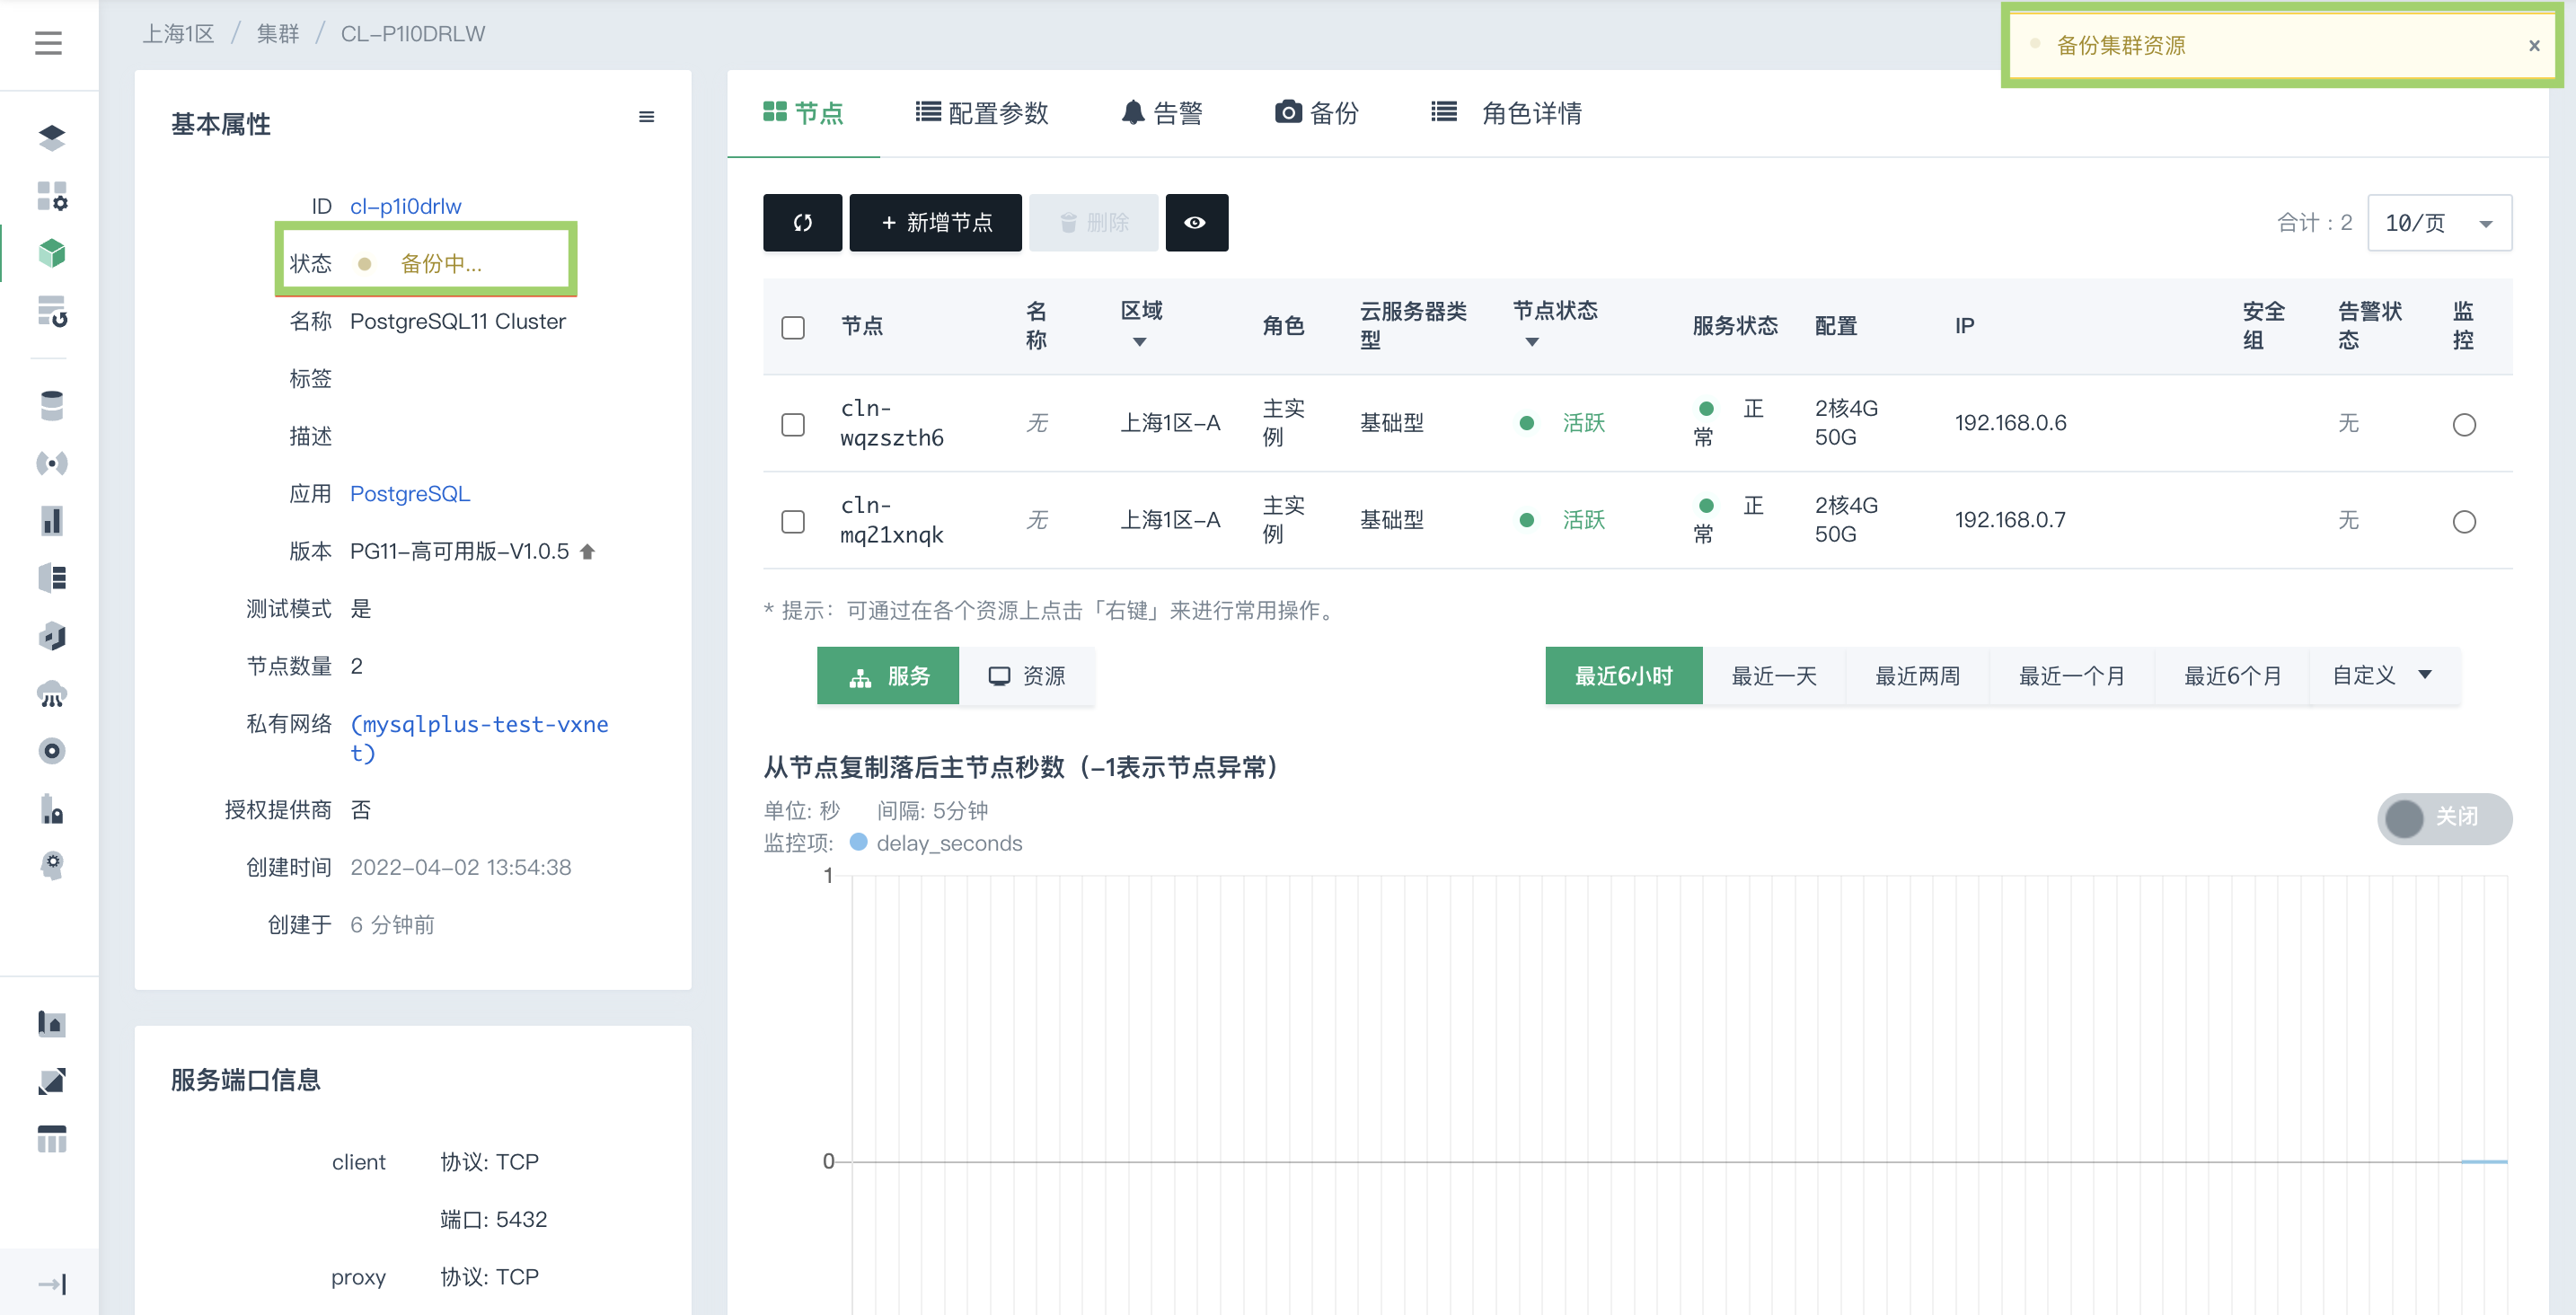 上海1区 / 集群 / CL-P1I0DRLW
备份集群资源 ×
基本属性
ID cl-p1i0drlw
状态 备份中...
名称 PostgreSQL11 Cluster
标签
描述
应用 PostgreSQL
版本 PG11-高可用版-V1.0.5
测试模式 是
节点数量 2
私有网络 (mysqlplus-test-vxne
t)
授权提供商 否
创建时间 2022-04-02 13:54:38
创建于 6 分钟前
服务端口信息
client 协议: TCP
端口: 5432
proxy 协议: TCP
节点 配置参数 告警 备份 角色详情
+ 新增节点 删除
合计 : 2 10/页
节点 名称 区域 角色 云服务器类型 节点状态 服务状态 配置 IP 安全组 告警状态 监控
cln-wqzszth6 无 上海1区-A 主实例 基础型 活跃 正常 2核4G 50G 192.168.0.6 无
cln-mq21xnqk 无 上海1区-A 主实例 基础型 活跃 正常 2核4G 50G 192.168.0.7 无
* 提示: 可通过在各个资源上点击「右键」来进行常用操作。
服务 资源
最近6小时 最近一天 最近两周 最近一个月 最近6个月 自定义
从节点复制落后主节点秒数（-1表示节点异常）
单位: 秒 间隔: 5分钟
监控项: delay_seconds
关闭
1
0